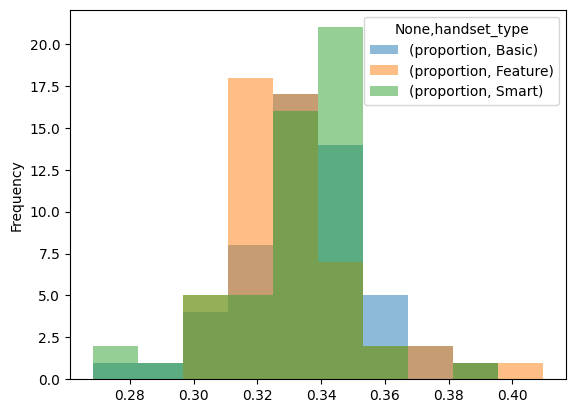 None,handset_type
(proportion, Basic)
(proportion, Feature)
(proportion, Smart)
Frequency
20.0
17.5
15.0
12.5
10.0
7.5
5.0
2.5
0.0
0.28 0.30 0.32 0.34 0.36 0.38 0.40